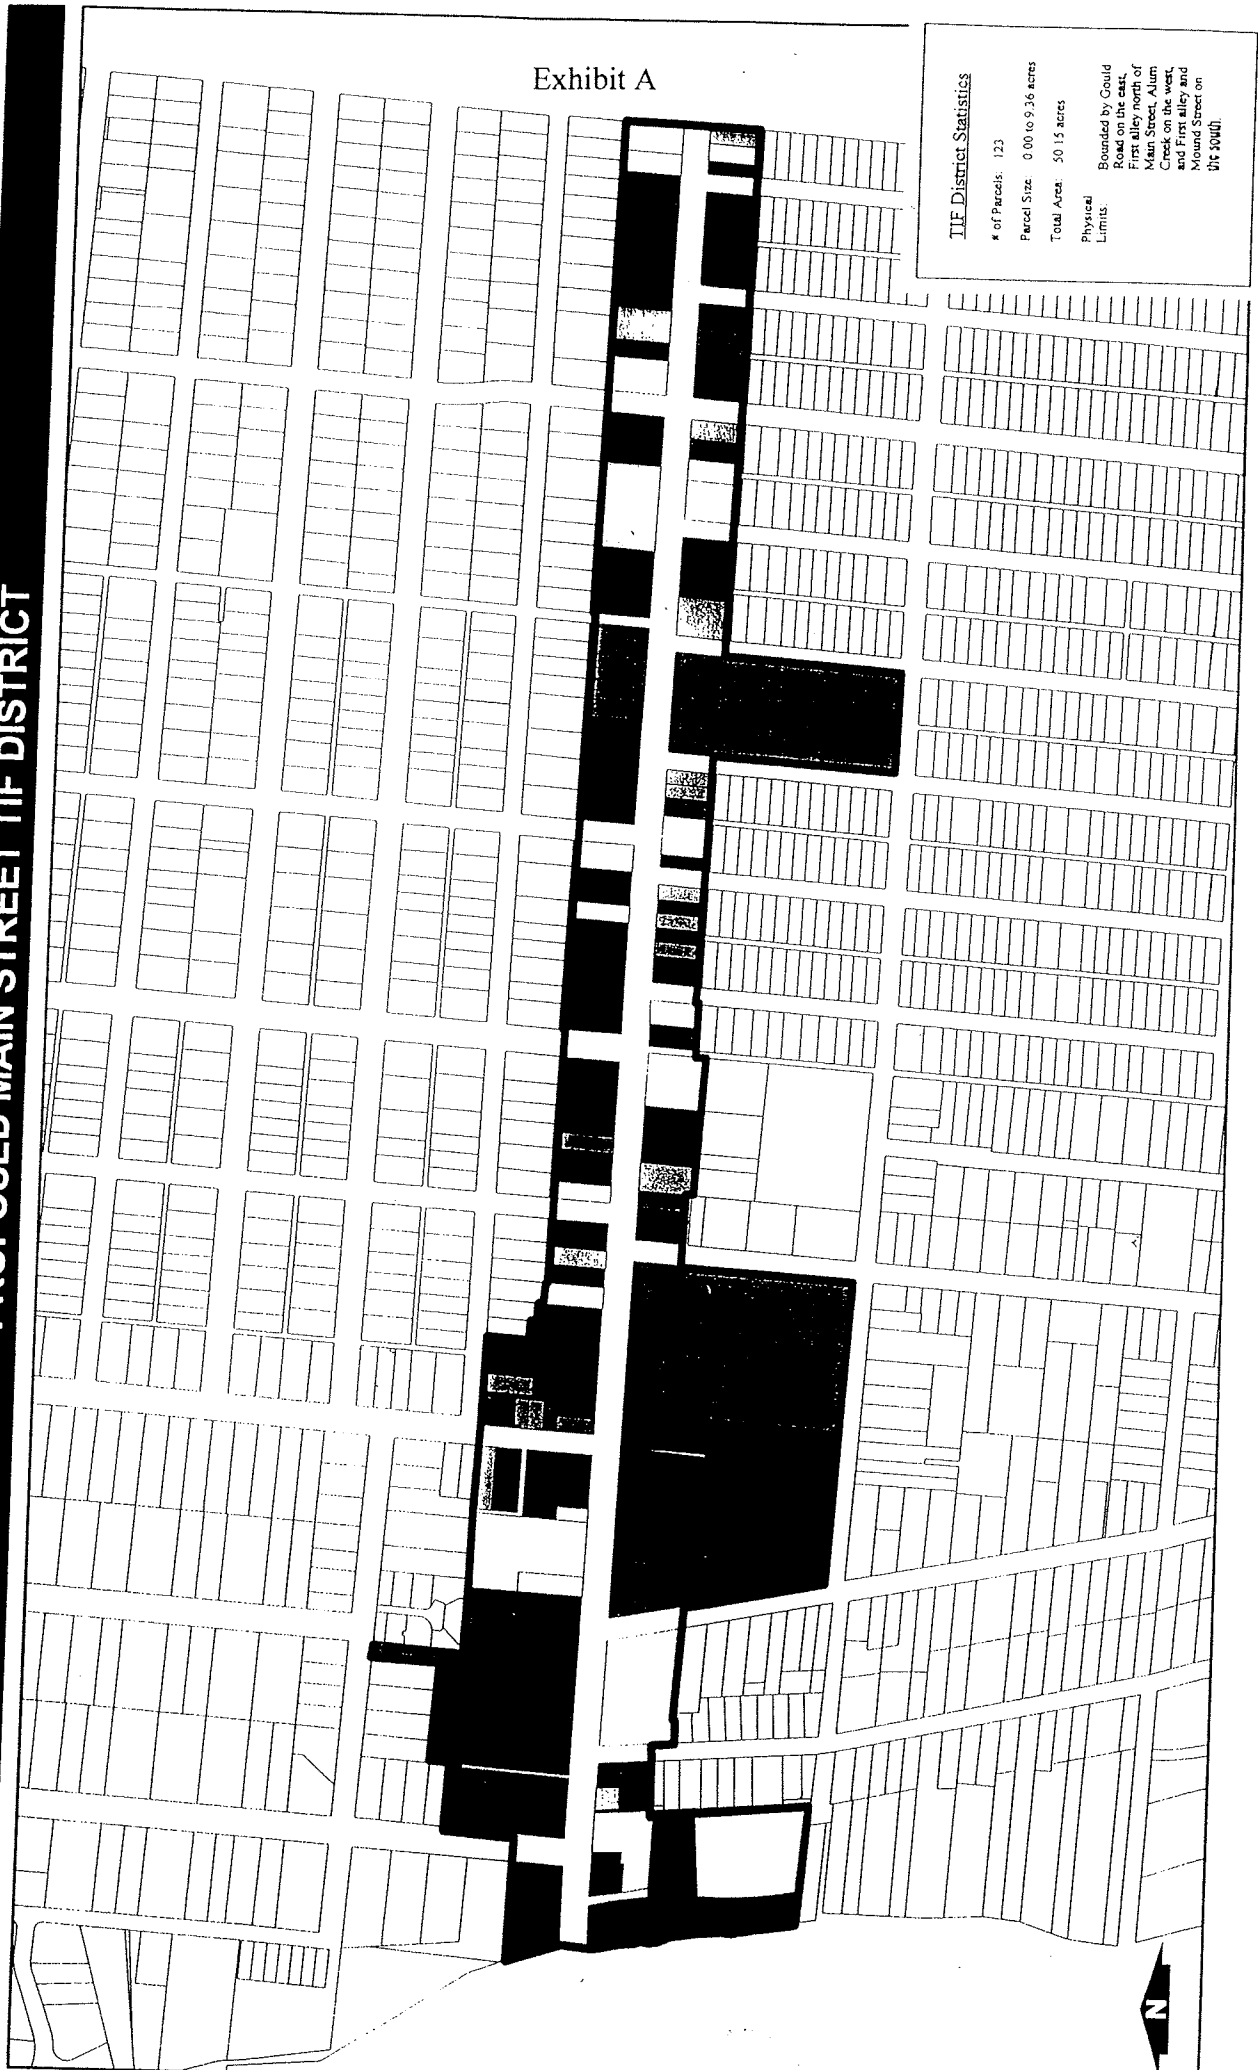 Exhibit A
MAIN STREET TIF DISTRICT
TIF District Statistics
# of Parcels: 123
Parcel Size: 0.00 to 9.36 acres
Total Area: 50.15 acres
Physical
Limits:
Bounded by Gould
Road on the east,
First alley north of
Main Street, Alum
Creek on the west,
and First alley and
Mound Street on
the south.
N